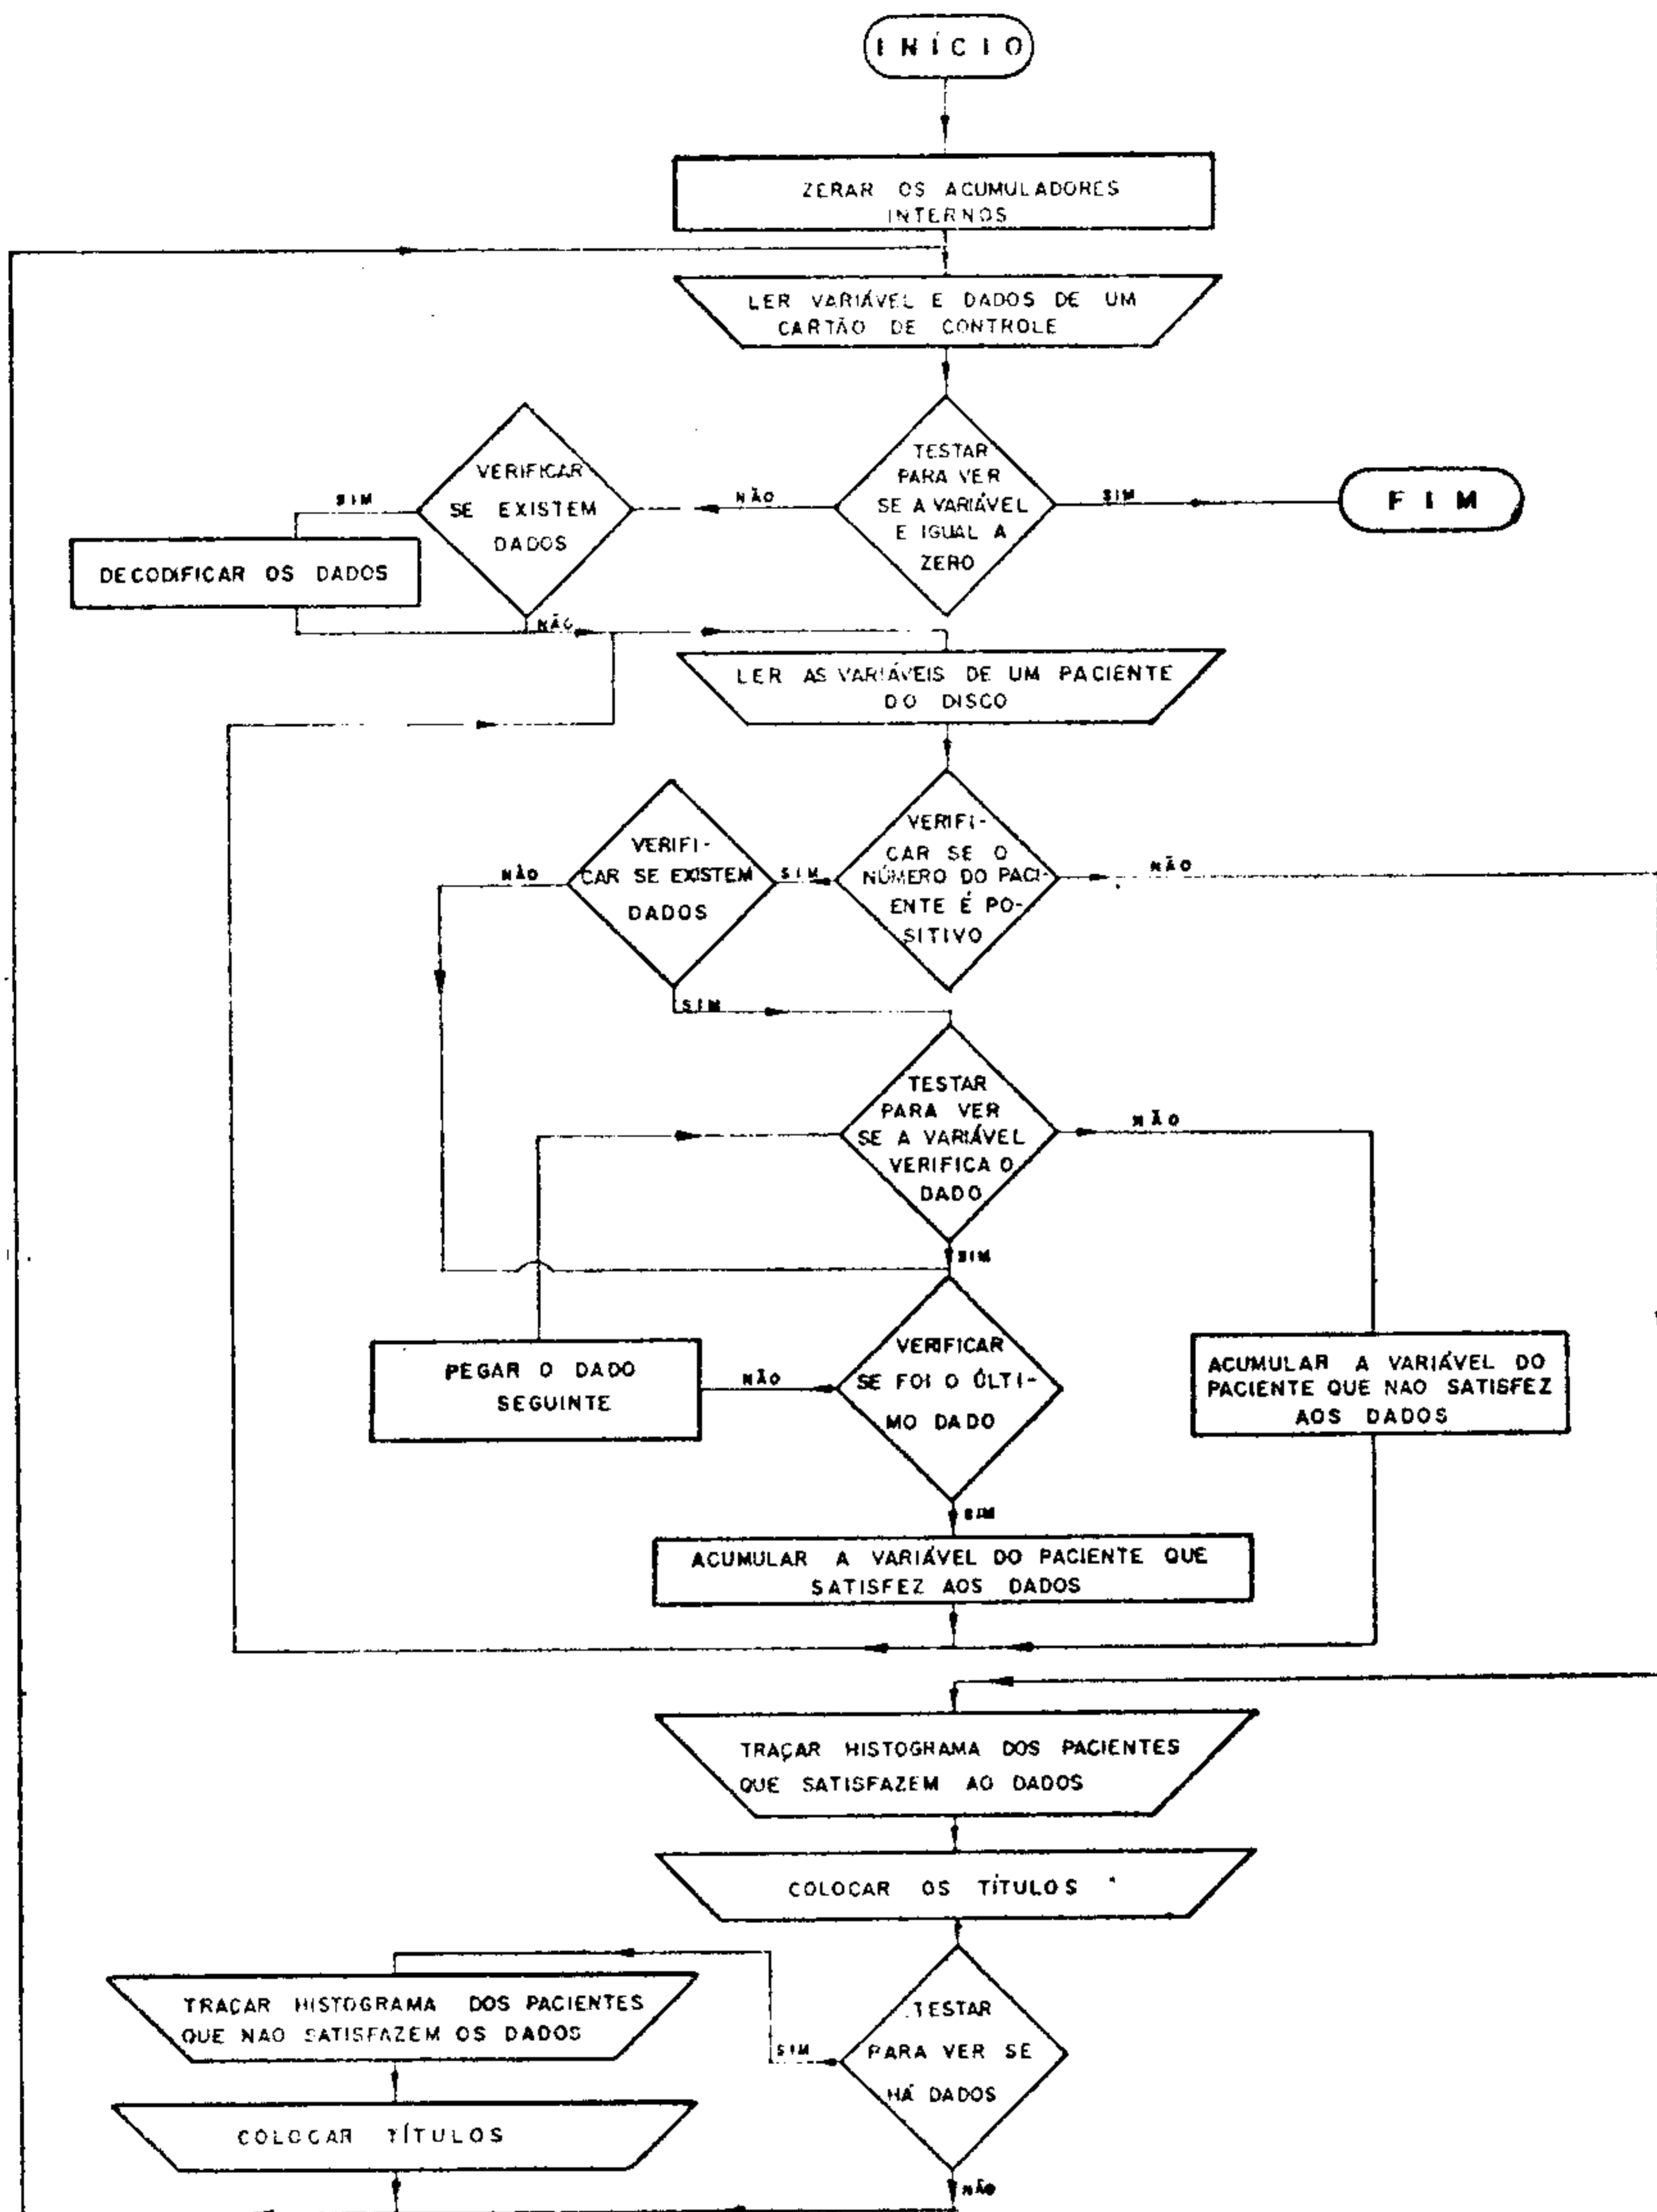 INÍCIO
ZERAR OS ACUMULADORES
INTERNOS
LER VARIÁVEL E DADOS DE UM
CARTÃO DE CONTROLE
TESTAR
PARA VER
SE A VARIÁVEL
E IGUAL A
ZERO
SIM
FIM
NÃO
VERIFICAR
SE EXISTEM
DADOS
SIM
DECODIFICAR OS DADOS
NÃO
LER AS VARIÁVEIS DE UM PACIENTE
DO DISCO
VERIFI-
CAR SE O
NÚMERO DO PACI-
ENTE É PO-
SITIVO
NÃO
SIM
VERIFI-
CAR SE EXISTEM
DADOS
NÃO
SIM
TESTAR
PARA VER
SE A VARIÁVEL
VERIFICA O
DADO
NÃO
SIM
VERIFICAR
SE FOI O ÚLTI-
MO DADO
NÃO
PEGAR O DADO
SEGUINTE
ACUMULAR A VARIÁVEL DO
PACIENTE QUE NAO SATISFEZ
AOS DADOS
SIM
ACUMULAR A VARIÁVEL DO PACIENTE QUE
SATISFEZ AOS DADOS
TRAÇAR HISTOGRAMA DOS PACIENTES
QUE SATISFAZEM AO DADOS
COLOCAR OS TÍTULOS
TESTAR
PARA VER SE
HÁ DADOS
SIM
TRAÇAR HISTOGRAMA DOS PACIENTES
QUE NAO SATISFAZEM OS DADOS
COLOCAR TÍTULOS
NÃO